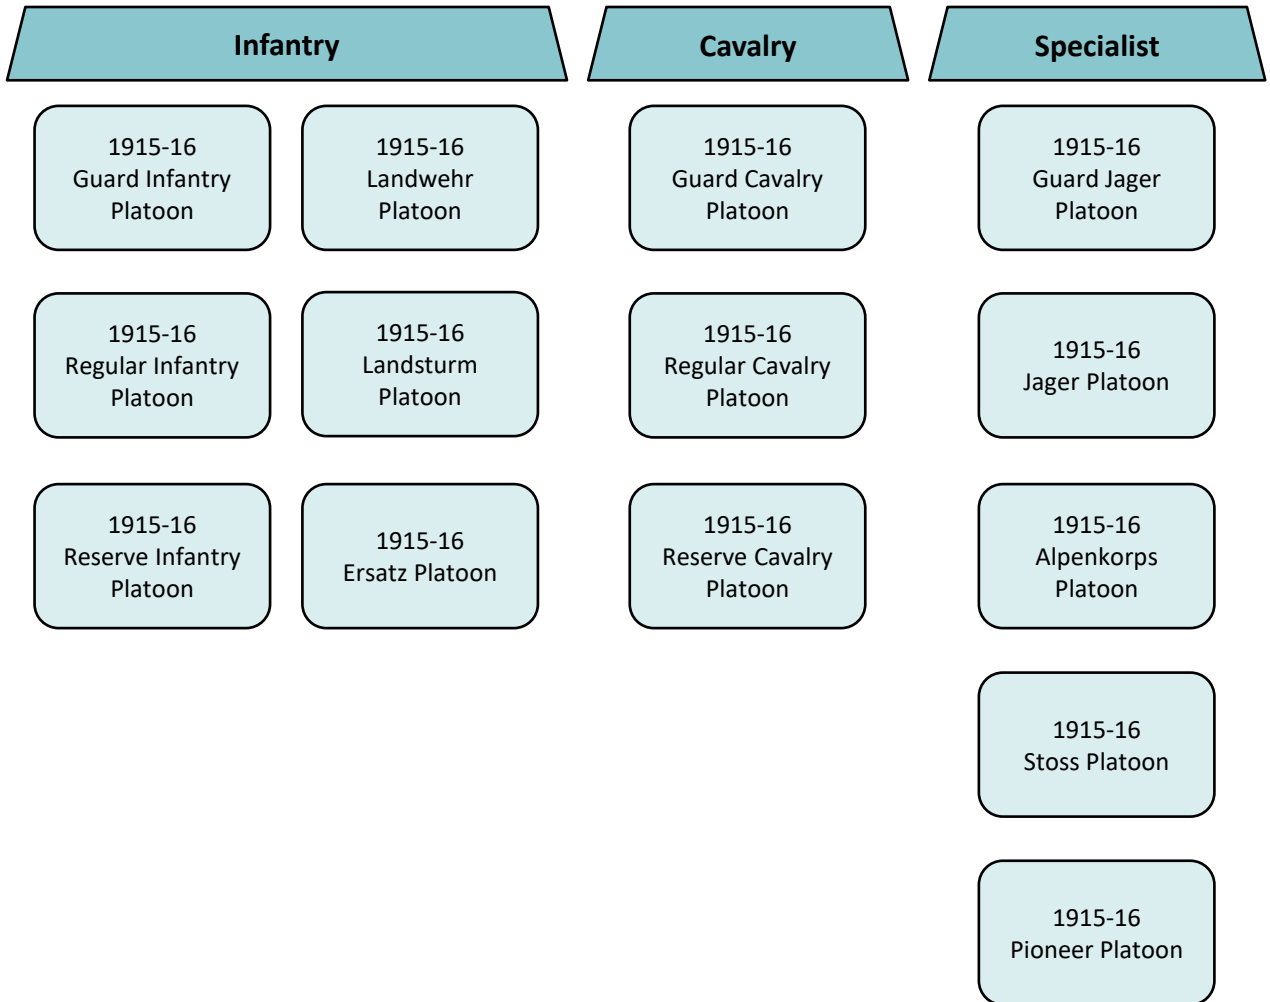 Infantry
1915-16
Guard Infantry
Platoon
1915-16
Landwehr
Platoon
1915-16
Regular Infantry
Platoon
1915-16
Landsturm
Platoon
1915-16
Reserve Infantry
Platoon
1915-16
Ersatz Platoon
Cavalry
1915-16
Guard Cavalry
Platoon
1915-16
Regular Cavalry
Platoon
1915-16
Reserve Cavalry
Platoon
Specialist
1915-16
Guard Jager
Platoon
1915-16
Jager Platoon
1915-16
Alpenkorps
Platoon
1915-16
Stoss Platoon
1915-16
Pioneer Platoon